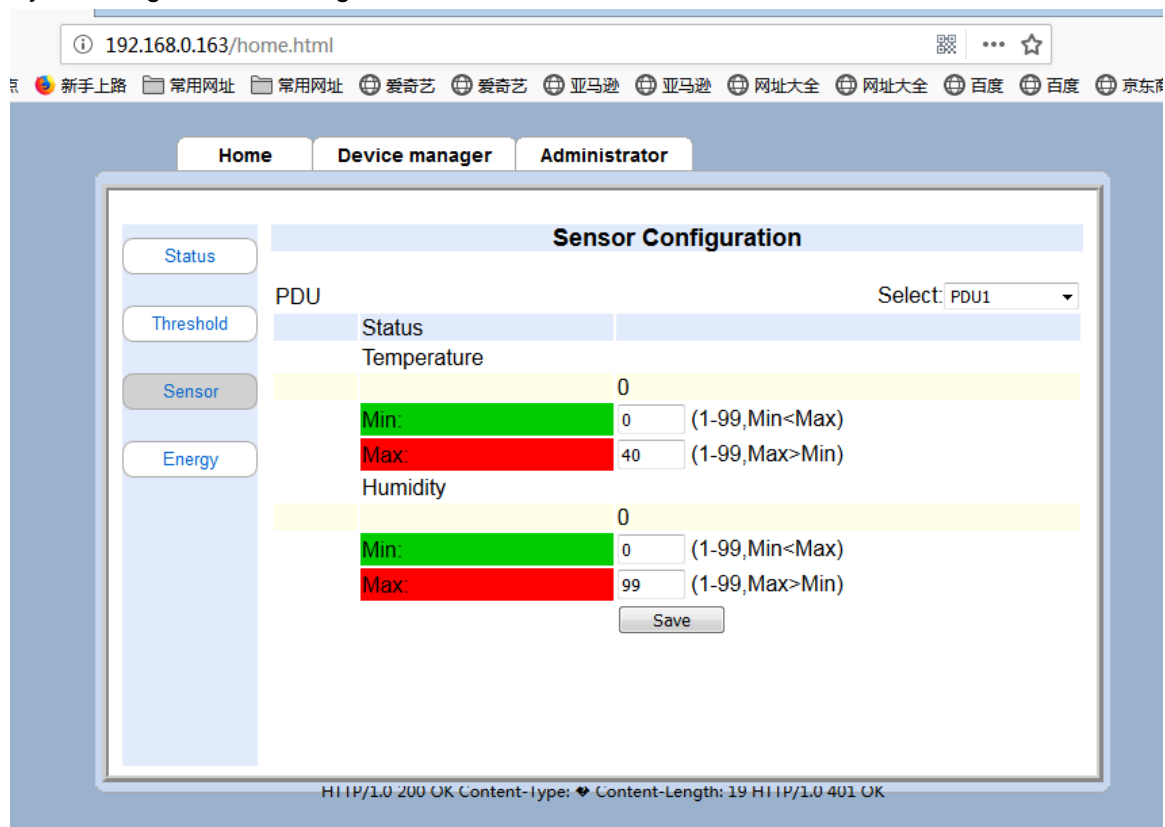 192.168.0.163/home.html
新手上路 常用网址 常用网址 爱奇艺 爱奇艺 亚马逊 亚马逊 网址大全 网址大全 百度 百度
Home Device manager Administrator
Sensor Configuration
Status
PDU Select: PDU1
Threshold
Status
Temperature
Sensor
0
Min: 0 (1-99,Min<Max)
Max: 40 (1-99,Max>Min)
Energy
Humidity
0
Min: 0 (1-99,Min<Max)
Max: 99 (1-99,Max>Min)
Save
HTTP/1.0 200 OK Content-Type: � Content-Length: 19 HTTP/1.0 401 OK